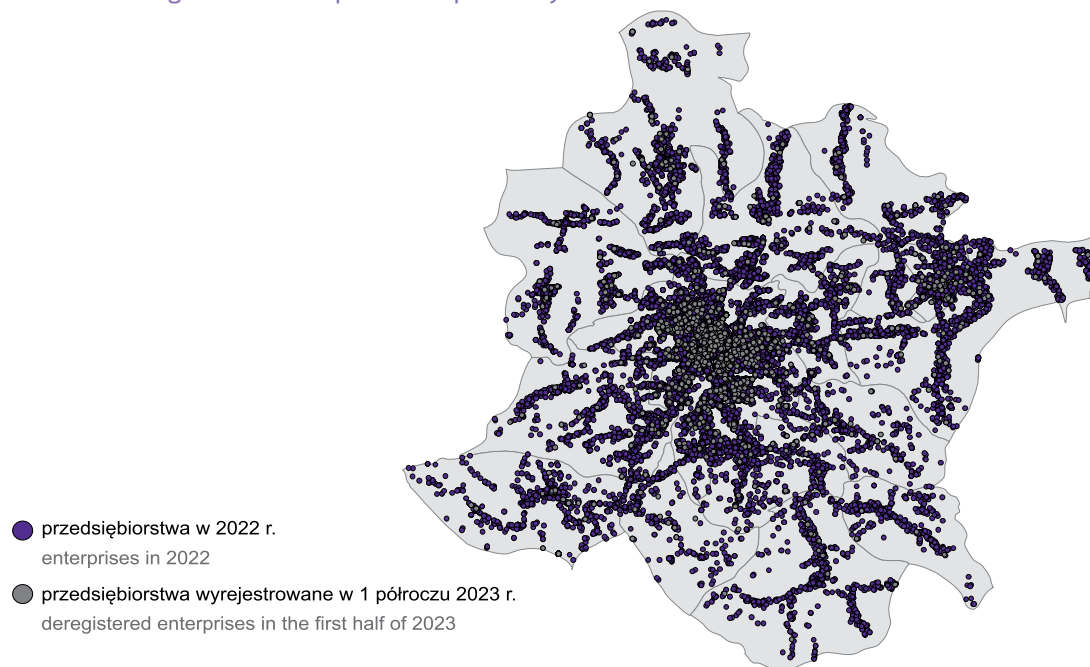 przedsiębiorstwa w 2022 r.
enterprises in 2022
przedsiębiorstwa wyrejestrowane w 1 półroczu 2023 r.
deregistered enterprises in the first half of 2023